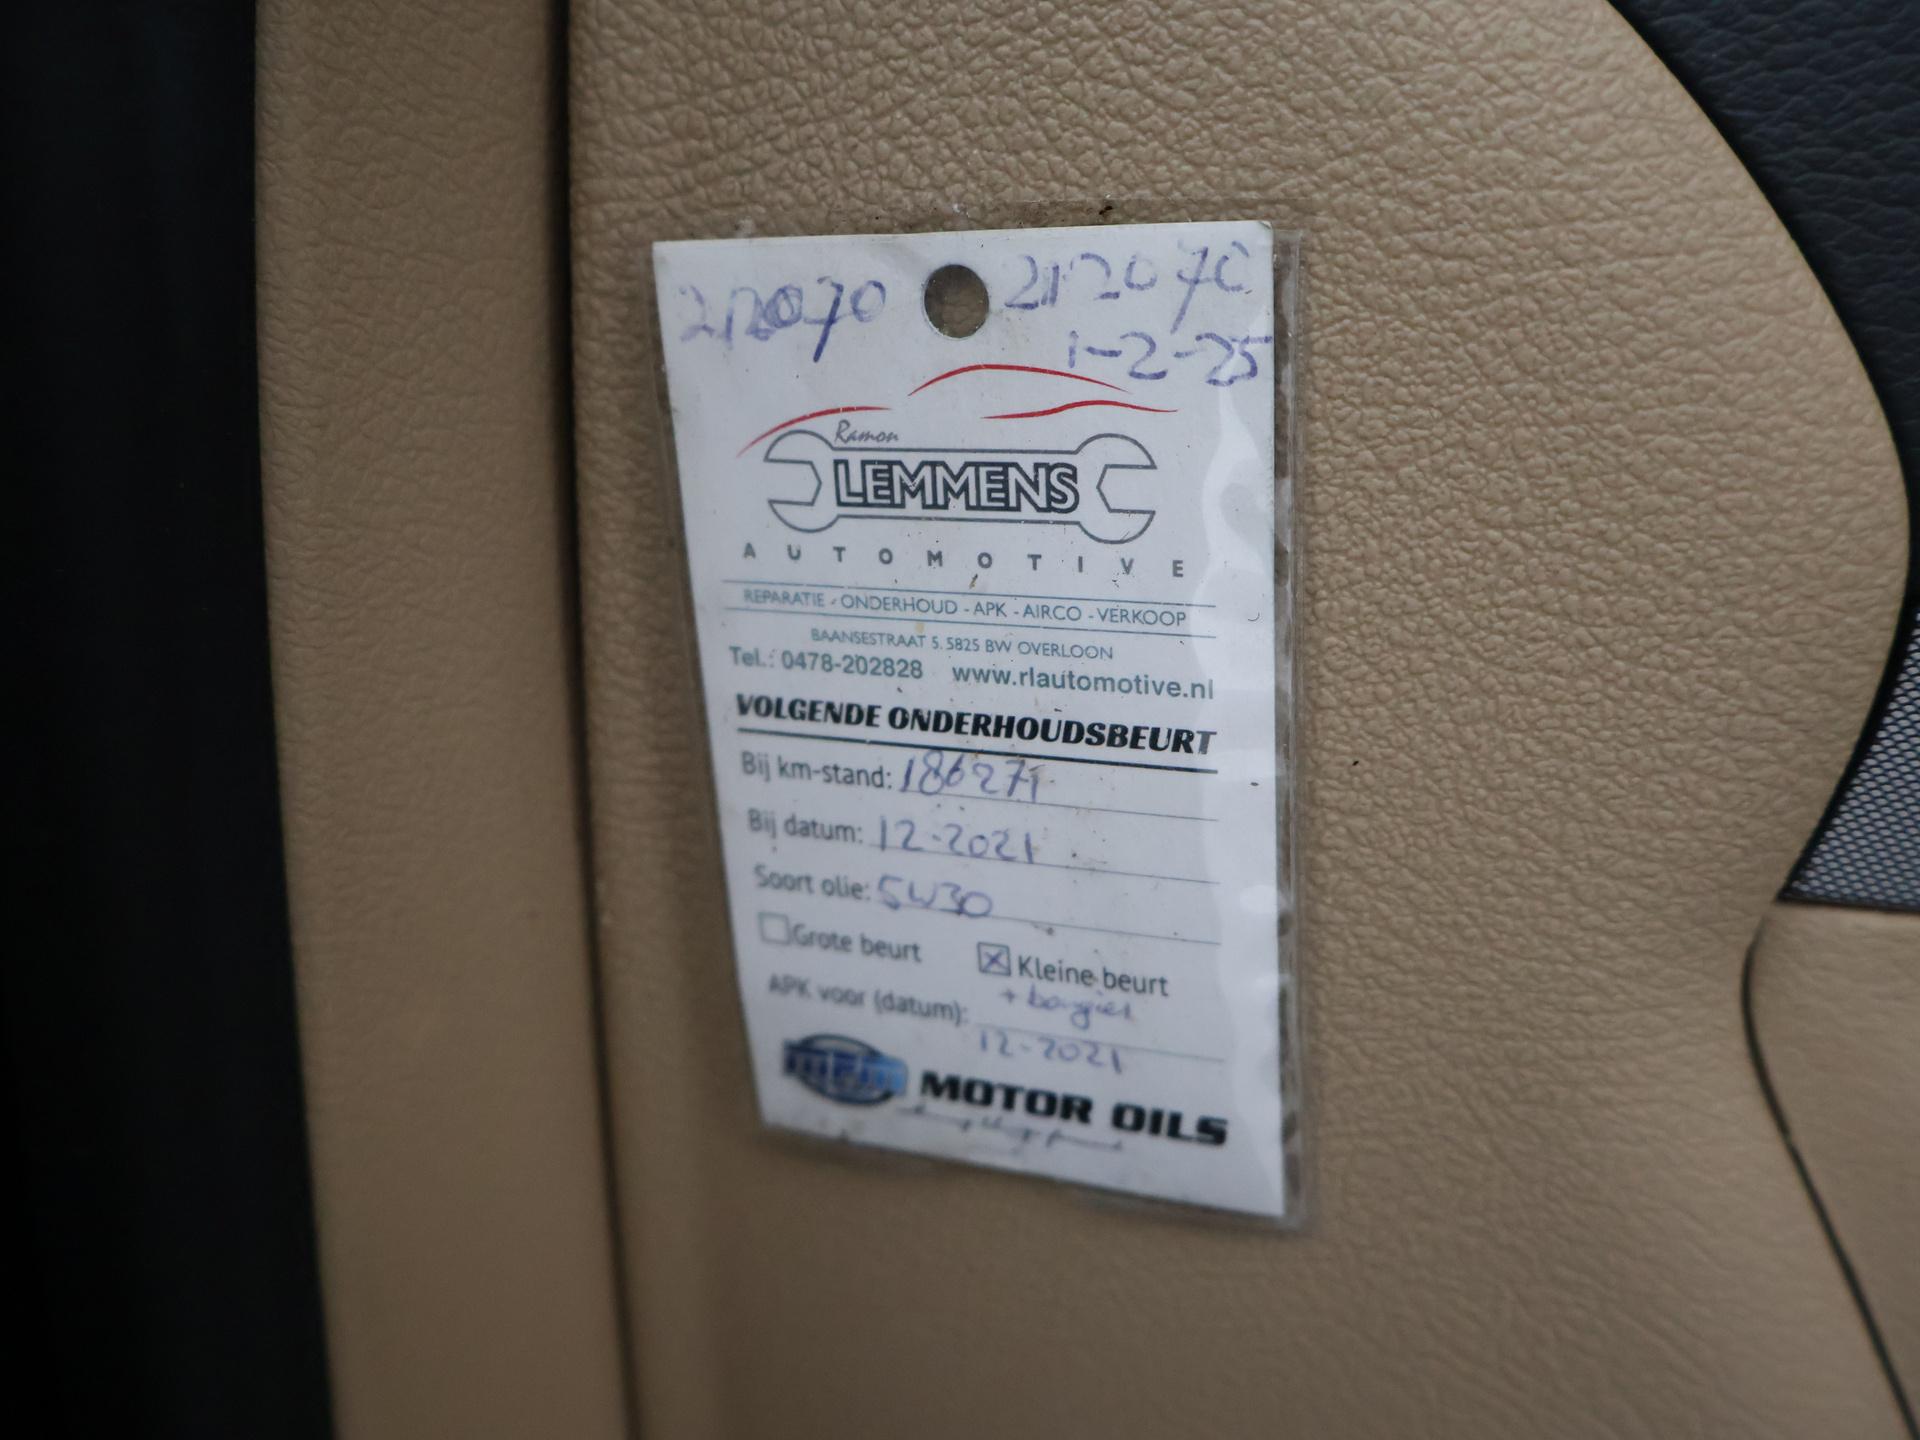 212070
212070
1-2-25
Ramon
LEMMENS
AUTOMOTIVE
REPARATIE - ONDERHOUD - APK - AIRCO - VERKOOP
BAANSESTRAAT 5. 5825 BW OVERLOON
Tel.: 0478-202828 www.rlautomotive.nl
VOLGENDE ONDERHOUDSBEURT
Bij km-stand: 186271
Bij datum: 12-2021
Soort olie: 5W30
Grote beurt Kleine beurt
+ bougies
APK voor (datum):
12-2021
MPM MOTOR OILS